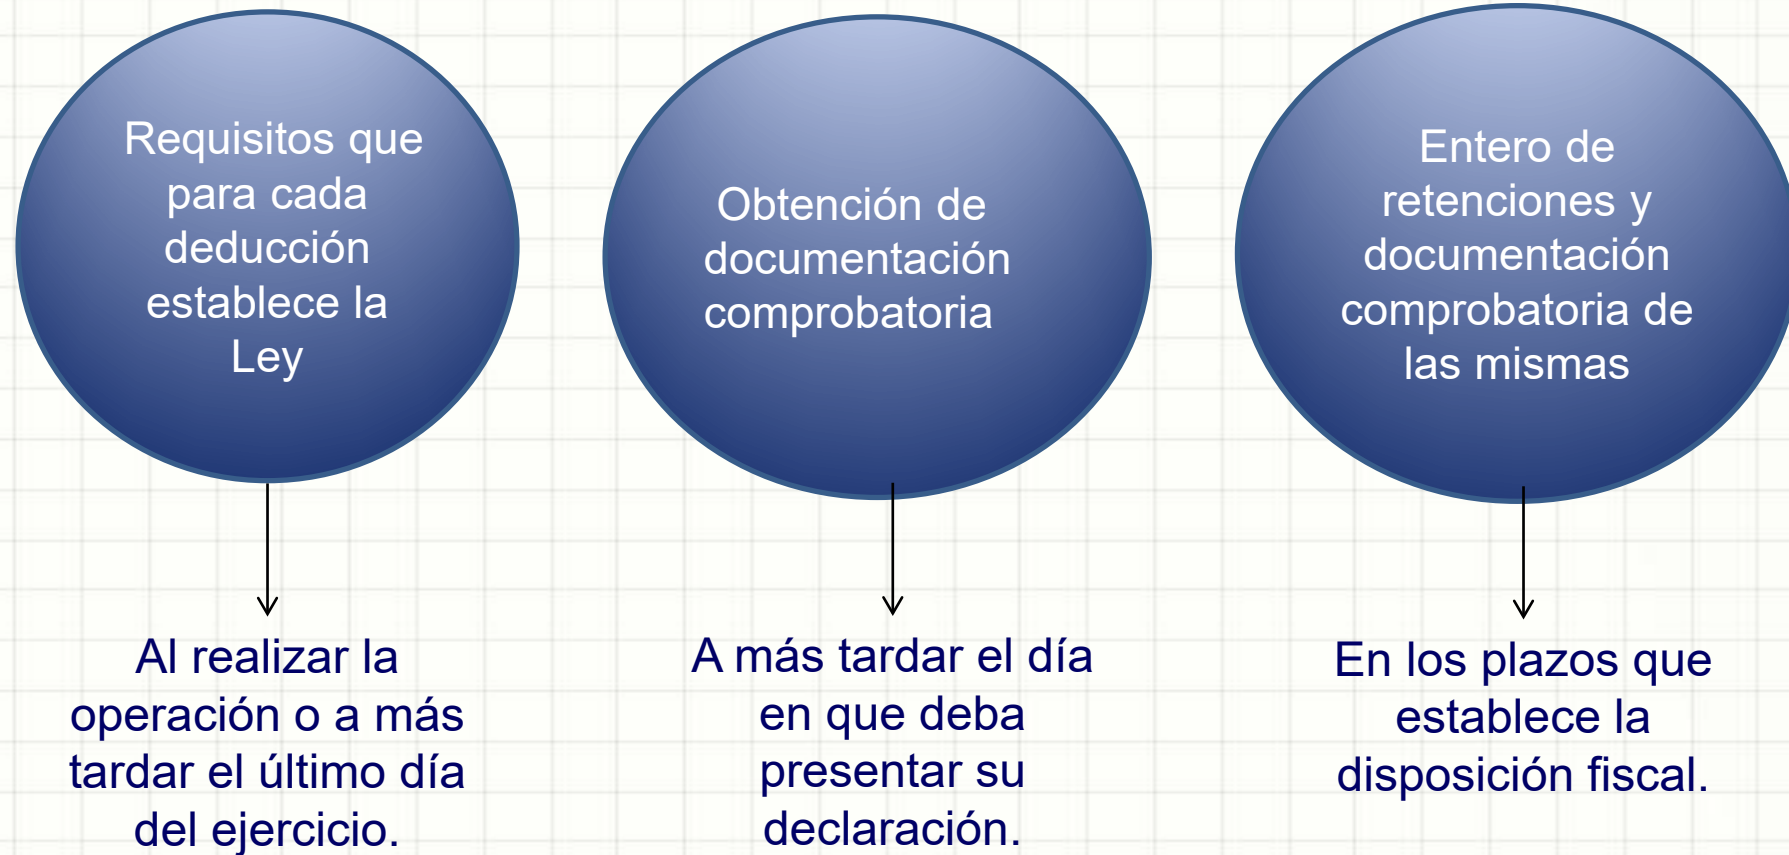 Requisitos que
para cada
deducción
establece la
Ley
Al realizar la
operación o a más
tardar el último día
del ejercicio.
Obtención de
documentación
comprobatoria
A más tardar el día
en que deba
presentar su
declaración.
Entero de
retenciones y
documentación
comprobatoria de
las mismas
En los plazos que
establece la
disposición fiscal.